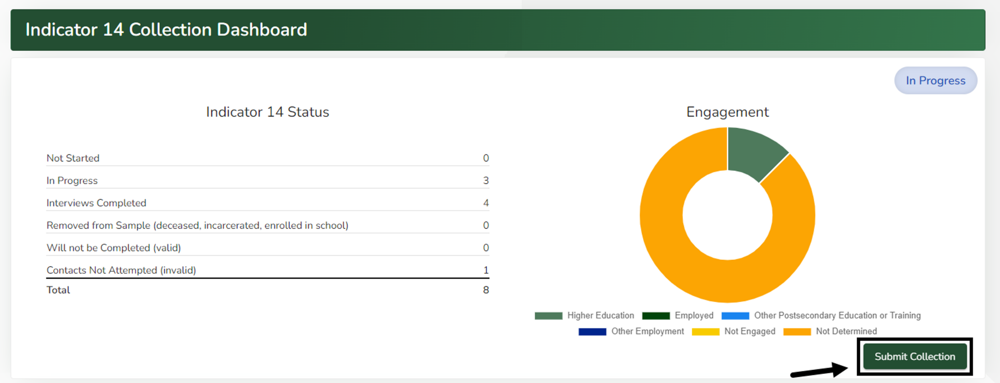 Indicator 14 Collection Dashboard
In Progress
Indicator 14 Status
Not Started 0
In Progress 3
Interviews Completed 4
Removed from Sample (deceased, incarcerated, enrolled in school) 0
Will not be Completed (valid) 0
Contacts Not Attempted (invalid) 1
Total 8
Engagement
Higher Education Employed Other Postsecondary Education or Training
Other Employment Not Engaged Not Determined
Submit Collection